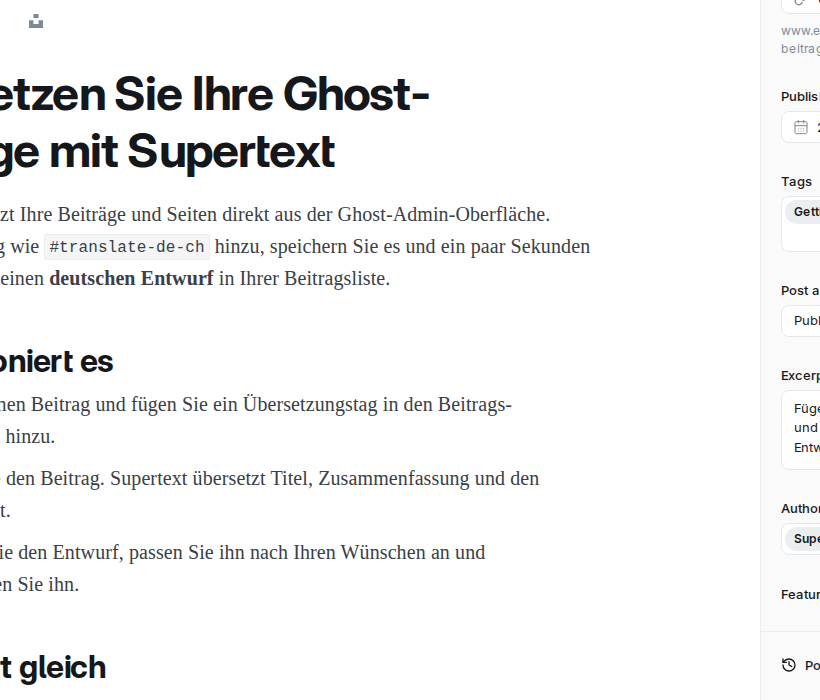 etzen Sie Ihre Ghost-
ge mit Supertext
zt Ihre Beiträge und Seiten direkt aus der Ghost-Admin-Oberfläche.
g wie #translate-de-ch hinzu, speichern Sie es und ein paar Sekunden
einen deutschen Entwurf in Ihrer Beitragsliste.
oniert es
nen Beitrag und fügen Sie ein Übersetzungstag in den Beitrags-
hinzu.
den Beitrag. Supertext übersetzt Titel, Zusammenfassung und den
t.
ie den Entwurf, passen Sie ihn nach Ihren Wünschen an und
en Sie ihn.
t gleich
www.e
beitrag
Publis
2
Tags
Gett
Post a
Publ
Excerp
Füge
und
Entw
Author
Supe
Featur
Po